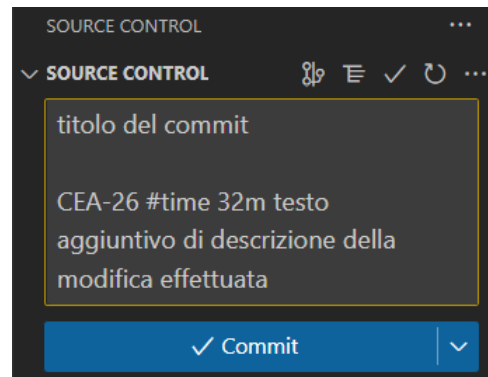 SOURCE CONTROL
SOURCE CONTROL
titolo del commit
CEA-26 #time 32m testo
aggiuntivo di descrizione della
modifica effettuata
Commit